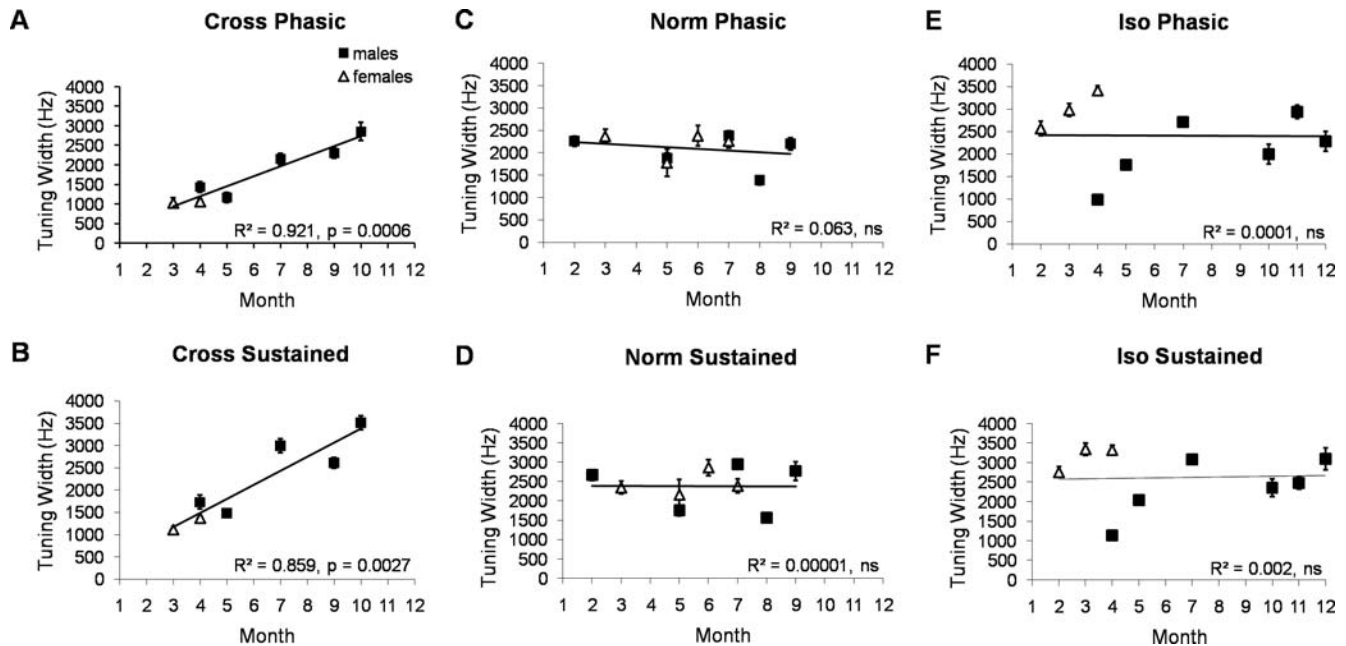 A
Cross Phasic
■ males
△ females
Tuning Width (Hz)
4000
3500
3000
2500
2000
1500
1000
500
0
R² = 0.921, p = 0.0006
1 2 3 4 5 6 7 8 9 10 11 12
Month
C
Norm Phasic
Tuning Width (Hz)
4000
3500
3000
2500
2000
1500
1000
500
0
R² = 0.063, ns
1 2 3 4 5 6 7 8 9 10 11 12
Month
E
Iso Phasic
Tuning Width (Hz)
4000
3500
3000
2500
2000
1500
1000
500
0
R² = 0.0001, ns
1 2 3 4 5 6 7 8 9 10 11 12
Month
B
Cross Sustained
Tuning Width (Hz)
4000
3500
3000
2500
2000
1500
1000
500
0
R² = 0.859, p = 0.0027
1 2 3 4 5 6 7 8 9 10 11 12
Month
D
Norm Sustained
Tuning Width (Hz)
4000
3500
3000
2500
2000
1500
1000
500
0
R² = 0.00001, ns
1 2 3 4 5 6 7 8 9 10 11 12
Month
F
Iso Sustained
Tuning Width (Hz)
4000
3500
3000
2500
2000
1500
1000
500
0
R² = 0.002, ns
1 2 3 4 5 6 7 8 9 10 11 12
Month